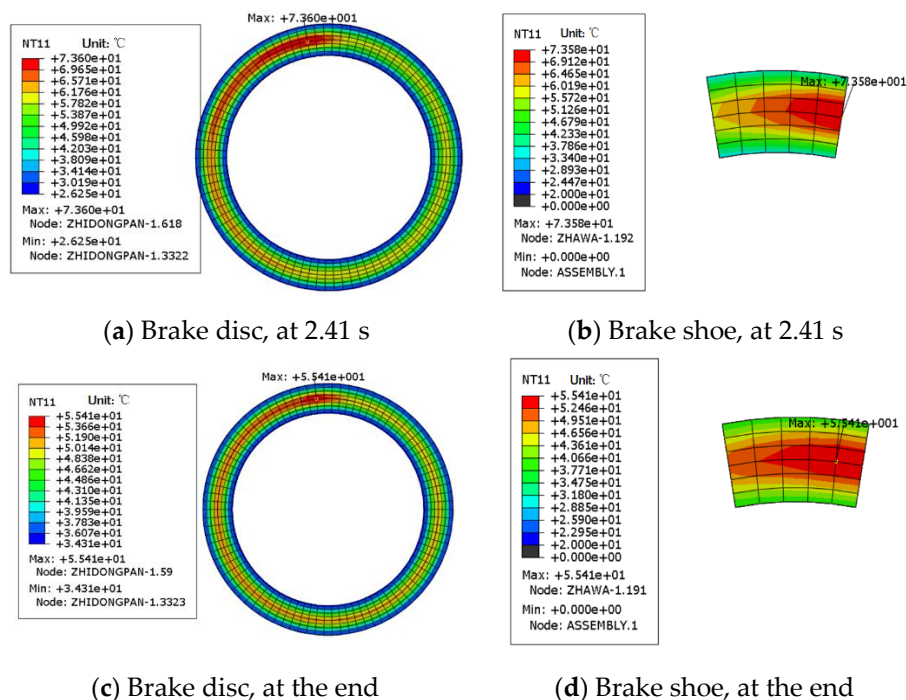 Max: +7.360e+001
NT11 Unit: ℃
+7.360e+01
+6.965e+01
+6.571e+01
+6.176e+01
+5.782e+01
+5.387e+01
+4.992e+01
+4.598e+01
+4.203e+01
+3.809e+01
+3.414e+01
+3.019e+01
+2.625e+01
Max: +7.360e+01
Node: ZHIDONGPAN-1.618
Min: +2.625e+01
Node: ZHIDONGPAN-1.3322
(a) Brake disc, at 2.41 s
NT11 Unit: ℃
+7.358e+01
+6.912e+01
+6.465e+01
+6.019e+01
+5.572e+01
+5.126e+01
+4.679e+01
+4.233e+01
+3.786e+01
+3.340e+01
+2.893e+01
+2.447e+01
+2.000e+01
+0.000e+00
Max: +7.358e+01
Node: ZHAWA-1.192
Min: +0.000e+00
Node: ASSEMBLY.1
Max: +7.358e+001
(b) Brake shoe, at 2.41 s
Max: +5.541e+001
NT11 Unit: ℃
+5.541e+01
+5.366e+01
+5.190e+01
+5.014e+01
+4.838e+01
+4.662e+01
+4.486e+01
+4.310e+01
+4.135e+01
+3.959e+01
+3.783e+01
+3.607e+01
+3.431e+01
Max: +5.541e+01
Node: ZHIDONGPAN-1.59
Min: +3.431e+01
Node: ZHIDONGPAN-1.3323
(c) Brake disc, at the end
NT11 Unit: ℃
+5.541e+01
+5.246e+01
+4.951e+01
+4.656e+01
+4.361e+01
+4.066e+01
+3.771e+01
+3.475e+01
+3.180e+01
+2.885e+01
+2.590e+01
+2.295e+01
+2.000e+01
+0.000e+00
Max: +5.541e+01
Node: ZHAWA-1.191
Min: +0.000e+00
Node: ASSEMBLY.1
Max: +5.541e+001
(d) Brake shoe, at the end